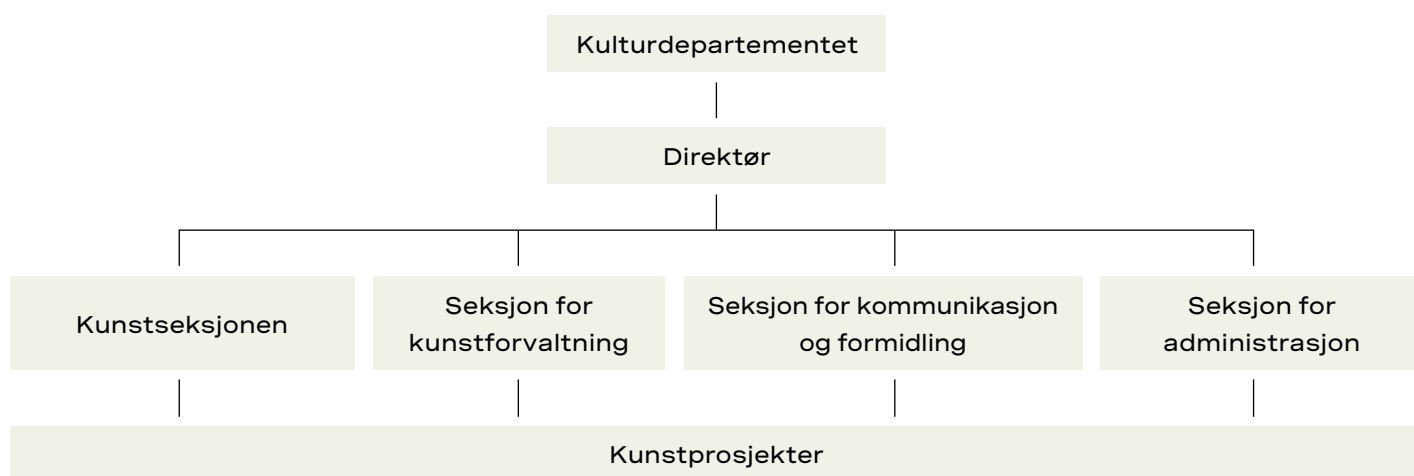 Kulturdepartementet
Direktør
Kunstseksjonen
Seksjon for
kunstforvaltning
Seksjon for kommunikasjon
og formidling
Seksjon for
administrasjon
Kunstprosjekter